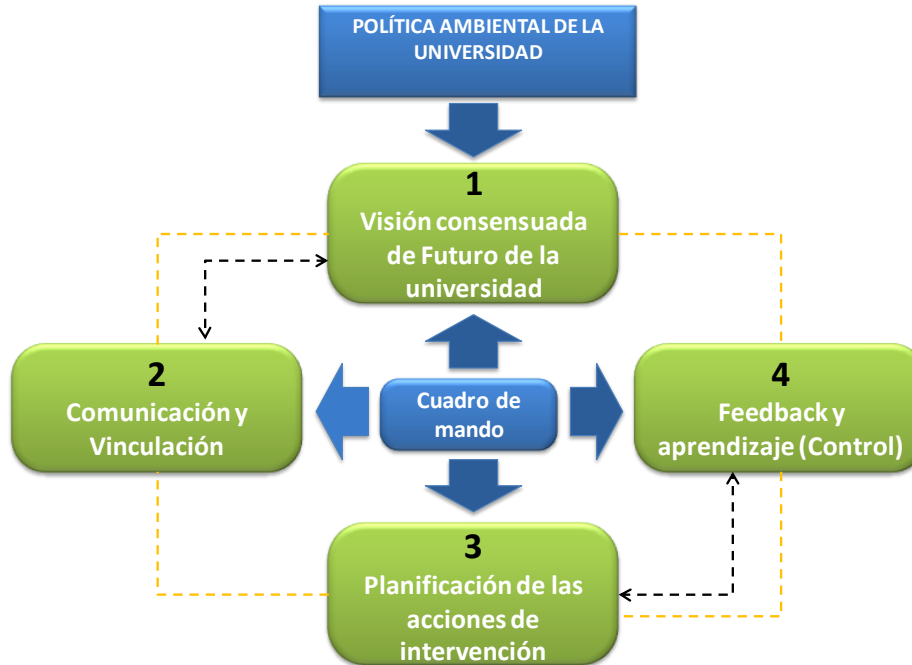 POLÍTICA AMBIENTAL DE LA
UNIVERSIDAD
1
Visión consensuada
de Futuro de la
universidad
2
Comunicación y
Vinculación
Cuadro de
mando
4
Feedback y
aprendizaje (Control)
3
Planificación de las
acciones de
intervención